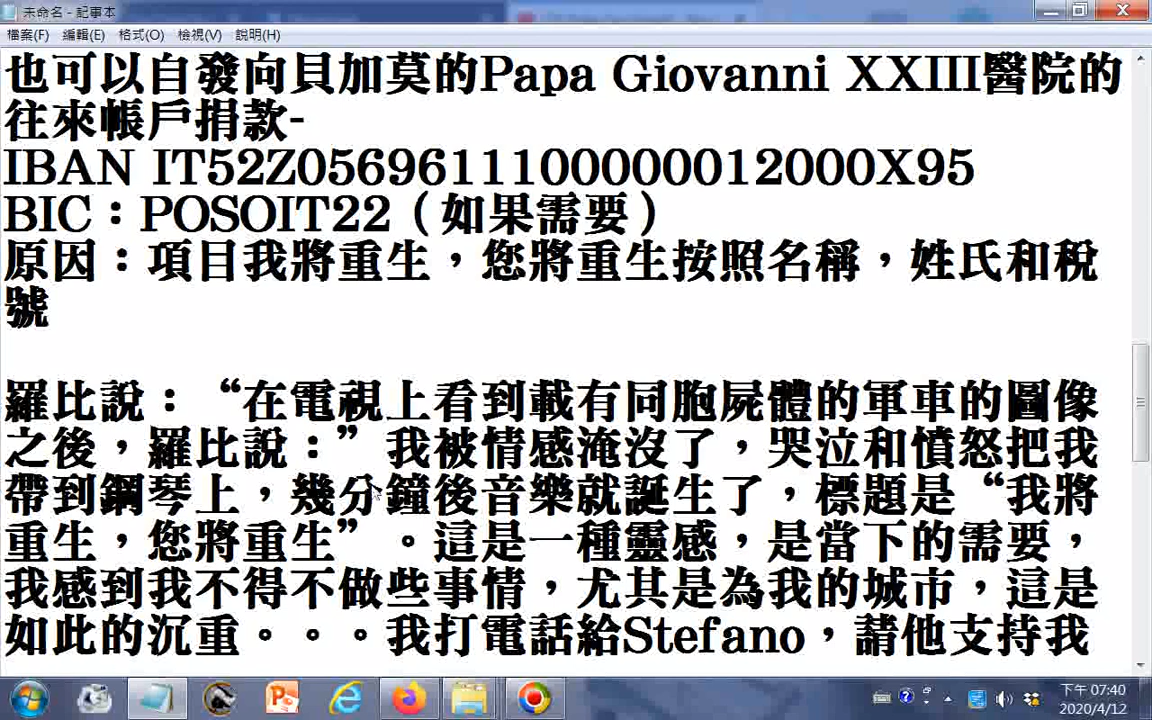 未命名 - 記事本
檔案(F) 編輯(E) 格式(O) 檢視(V) 說明(H)
也可以自發向貝加莫的Papa Giovanni XXIII醫院的
往來帳戶捐款-
IBAN IT52Z0569611100000012000X95
BIC：POSOIT22（如果需要）
原因：項目我將重生，您將重生按照名稱，姓氏和稅
號
羅比說：“在電視上看到載有同胞屍體的軍車的圖像
之後，羅比說：”我被情感淹沒了，哭泣和憤怒把我
帶到鋼琴上，幾分鐘後音樂就誕生了，標題是“我將
重生，您將重生”。這是一種靈感，是當下的需要，
我感到我不得不做些事情，尤其是為我的城市，這是
如此的沉重。。。我打電話給Stefano，請他支持我
下午 07:40
2020/4/12